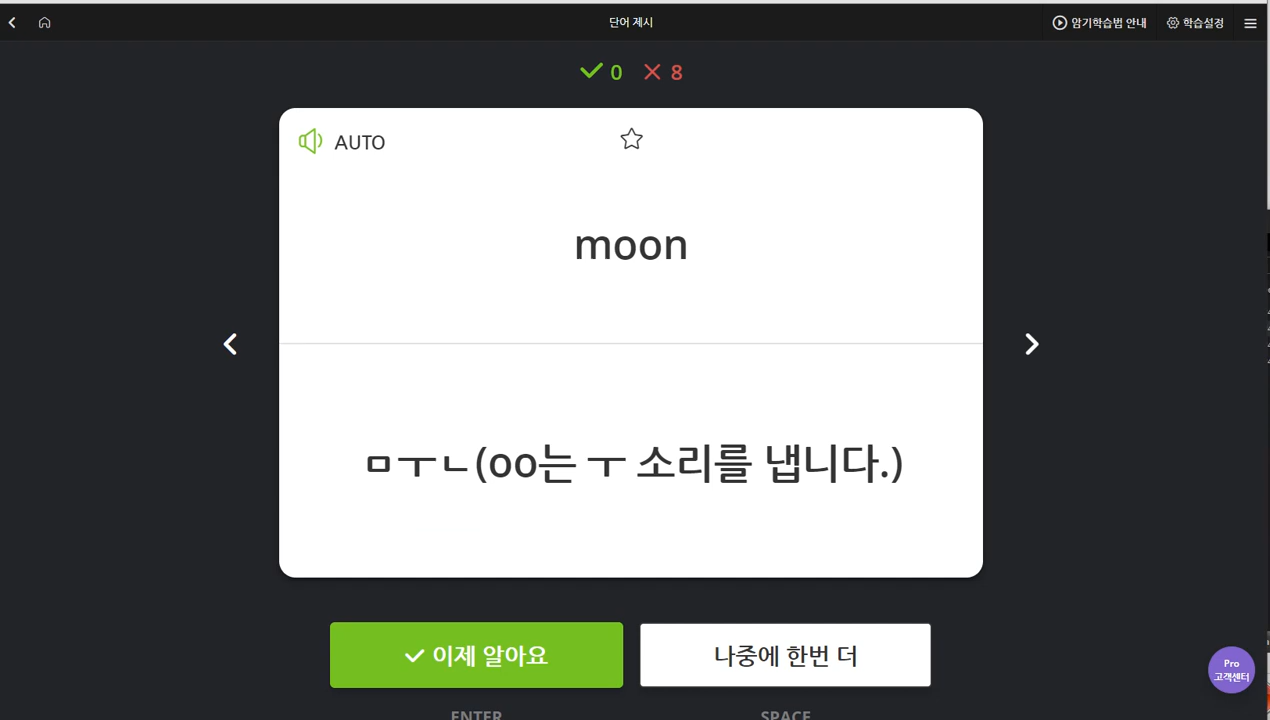 단어 제시
암기학습법 안내
학습설정
0
8
AUTO
moon
ㅁㅜㄴ(oo는 ㅜ 소리를 냅니다.)
이제 알아요
나중에 한번 더
Pro
고객센터
ENTER
SPACE